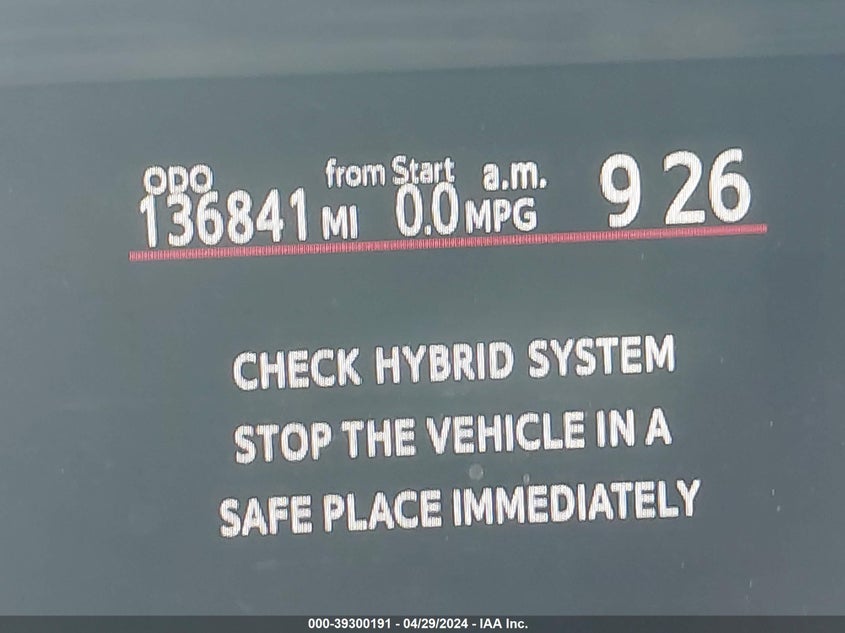 ODO from Start a.m. 9 26
136841 MI 0.0 MPG
CHECK HYBRID SYSTEM
STOP THE VEHICLE IN A
SAFE PLACE IMMEDIATELY
000-39300191 - 04/29/2024 - IAA Inc.